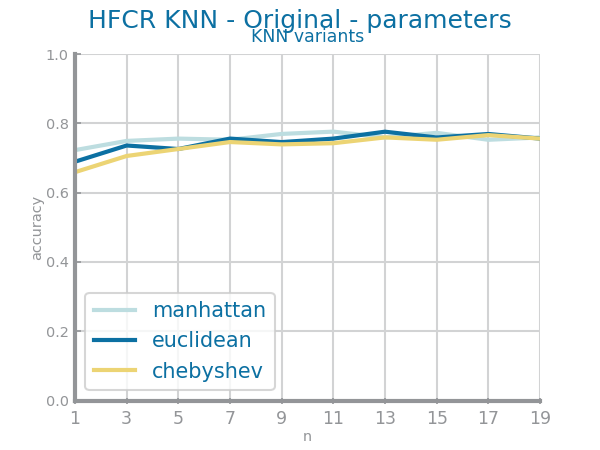 HFCR KNN - Original - parameters
KNN variants
1.0
0.8
0.6
0.4
0.2
0.0
accuracy
manhattan
euclidean
chebyshev
1 3 5 7 9 11 13 15 17 19
n